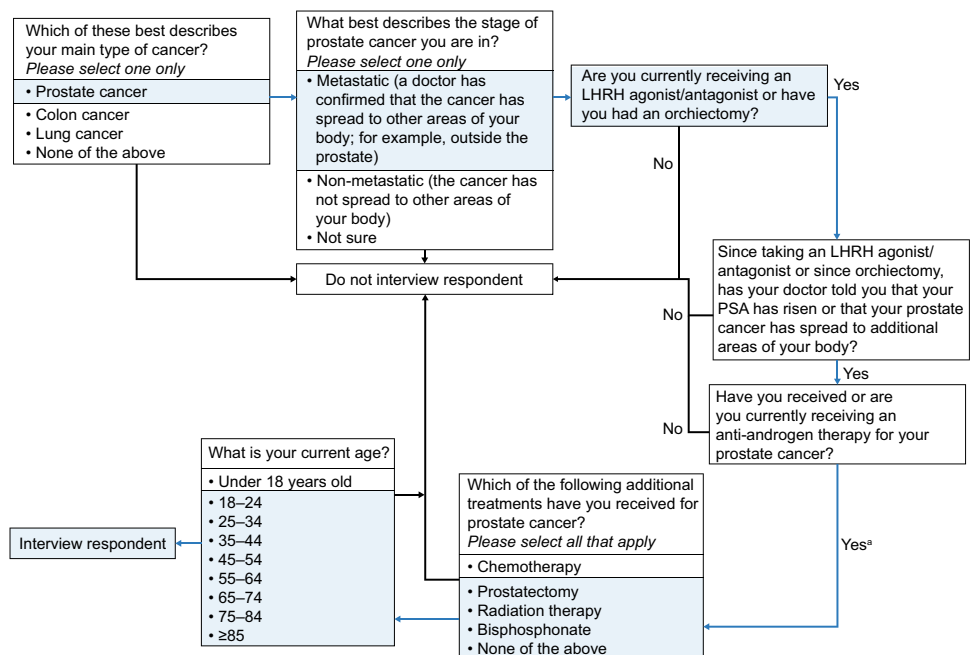 Which of these best describes
your main type of cancer?
Please select one only
• Prostate cancer
• Colon cancer
• Lung cancer
• None of the above
What best describes the stage of
prostate cancer you are in?
Please select one only
• Metastatic (a doctor has
confirmed that the cancer has
spread to other areas of your
body; for example, outside the
prostate)
• Non-metastatic (the cancer has
not spread to other areas of
your body)
• Not sure
Are you currently receiving an
LHRH agonist/antagonist or have
you had an orchiectomy?
Yes
No
Do not interview respondent
Since taking an LHRH agonist/
antagonist or since orchiectomy,
has your doctor told you that your
PSA has risen or that your prostate
cancer has spread to additional
areas of your body?
No
Yes
Have you received or are
you currently receiving an
anti-androgen therapy for your
prostate cancer?
No
Yesᵃ
Which of the following additional
treatments have you received for
prostate cancer?
Please select all that apply
• Chemotherapy
• Prostatectomy
• Radiation therapy
• Bisphosphonate
• None of the above
What is your current age?
• Under 18 years old
• 18–24
• 25–34
• 35–44
• 45–54
• 55–64
• 65–74
• 75–84
• ≥85
Interview respondent